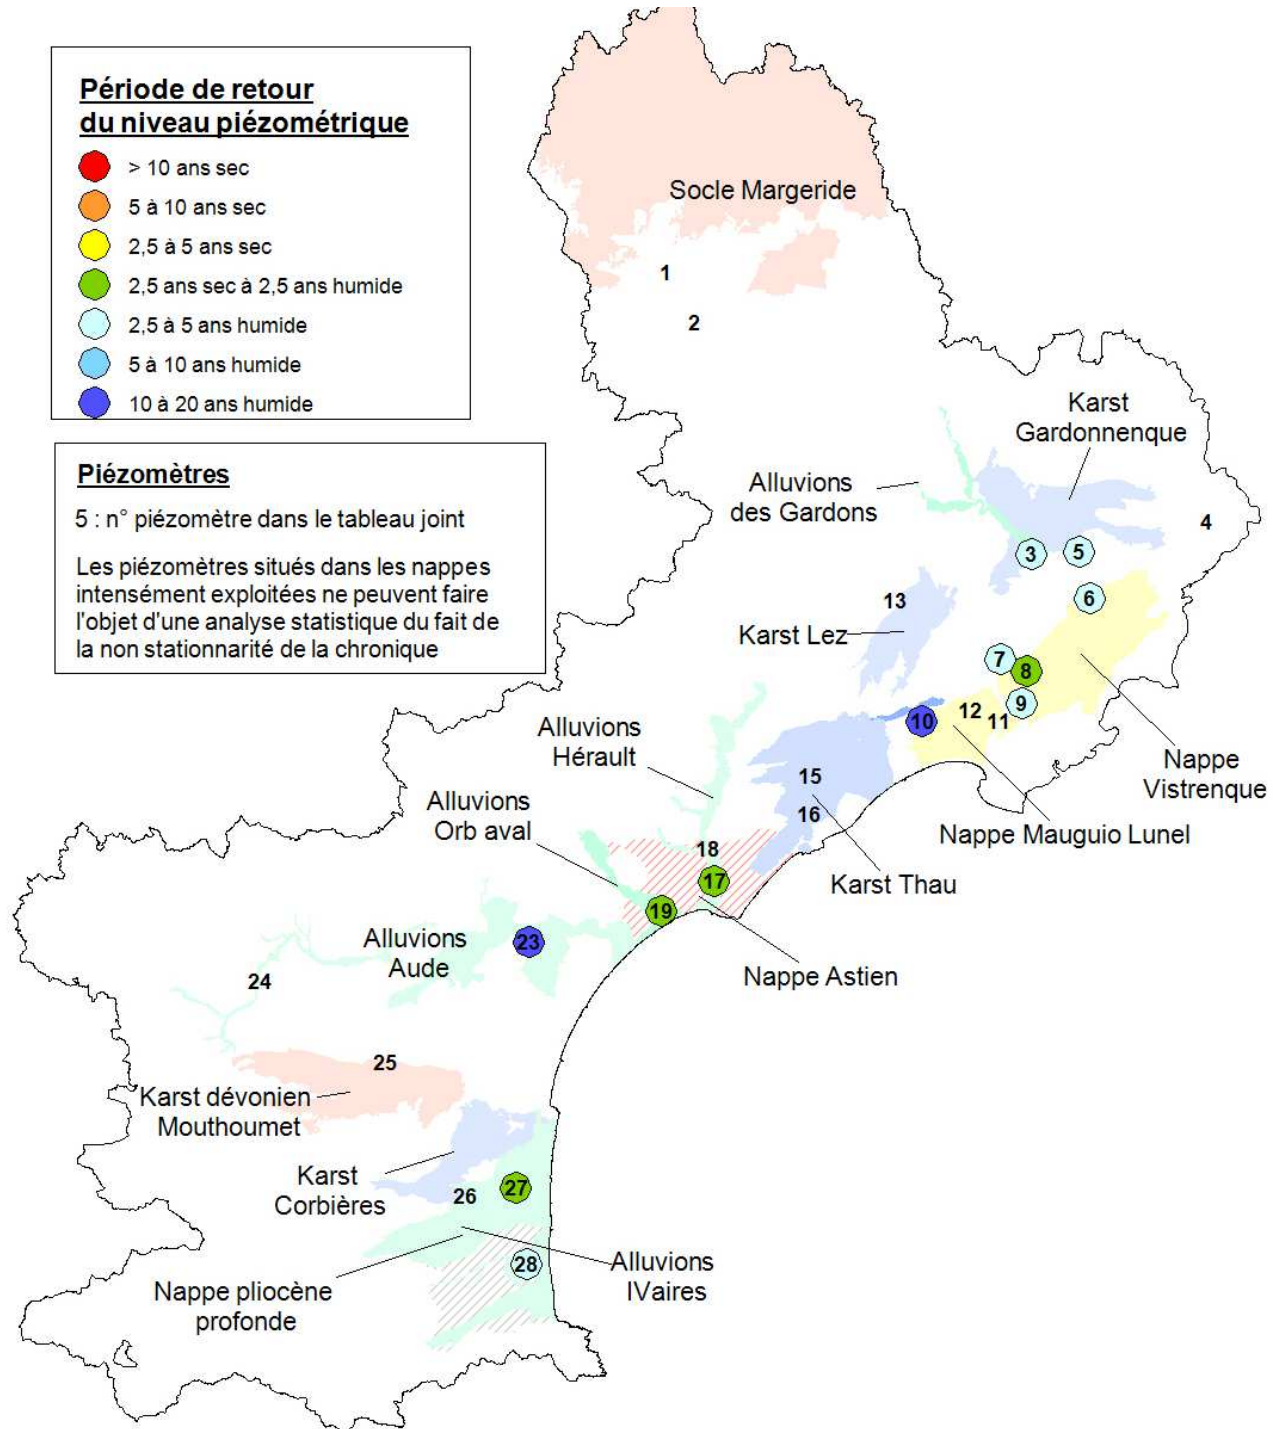 Période de retour
du niveau piézométrique
> 10 ans sec
5 à 10 ans sec
2,5 à 5 ans sec
2,5 ans sec à 2,5 ans humide
2,5 à 5 ans humide
5 à 10 ans humide
10 à 20 ans humide
Piézomètres
5 : n° piézomètre dans le tableau joint
Les piézomètres situés dans les nappes
intensément exploitées ne peuvent faire
l'objet d'une analyse statistique du fait de
la non stationnarité de la chronique
Socle Margeride
1
2
Karst
Gardonnenque
Alluvions
des Gardons
4
3
5
6
13
Karst Lez
7
8
9
10
12
11
Alluvions
Hérault
Nappe
Vistrenque
15
16
Alluvions
Orb aval
Nappe Mauguio Lunel
18
17
Karst Thau
19
Alluvions
Aude
23
Nappe Astien
24
25
Karst dévonien
Mouthoumet
Karst
Corbières
26
27
28
Alluvions
IVaires
Nappe pliocène
profonde